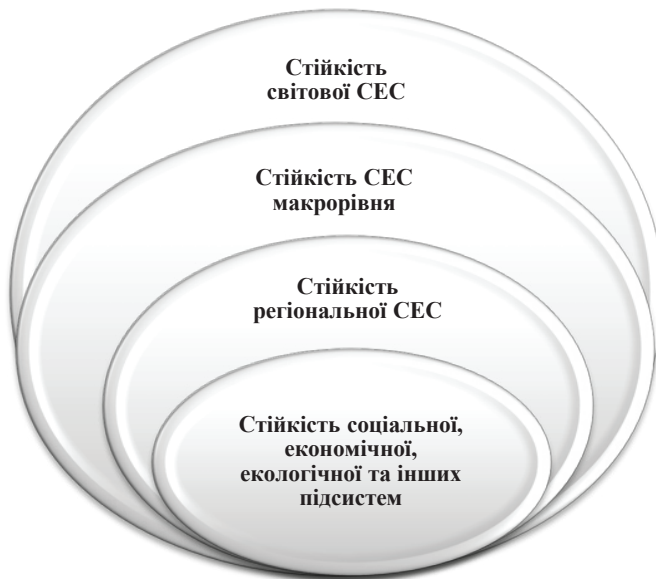 Стійкість
світової СЕС
Стійкість СЕС
макрорівня
Стійкість
регіональної СЕС
Стійкість соціальної,
економічної,
екологічної та інших
підсистем